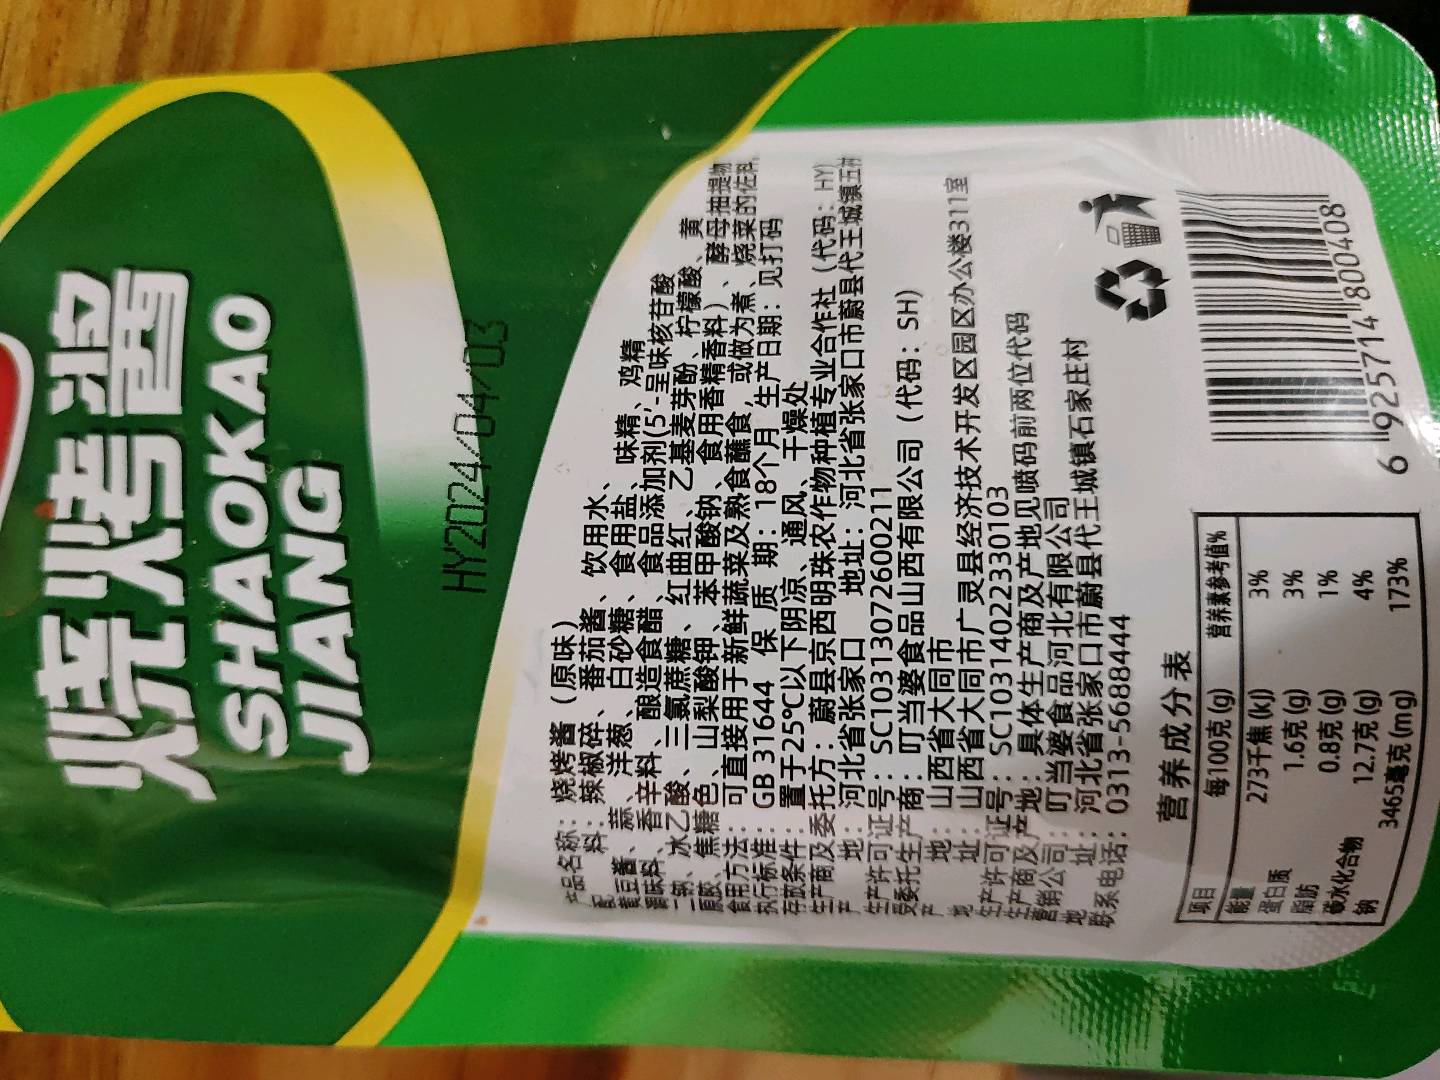 烧烤酱
SHAOKAO
JIANG
HY2024/04/03
产品名称：烧烤酱（原味）
配料：辣椒碎、番茄酱、饮用水、
黄豆酱、蒜、洋葱、白砂糖、食用盐、味精、鸡精
调味料、香辛料、酿造食醋、食品添加剂(5′-呈味核苷酸
二钠、冰乙酸、三氯蔗糖、红曲红、乙基麦芽酚、柠檬酸、黄
原胶、焦糖色、山梨酸钾、苯甲酸钠、食用香精香料）、酵母抽提物
食用方法：可直接用于新鲜蔬菜及熟食蘸食，或做为煮、烧菜的佐料
执行标准：GB 31644 保质期：18个月 生产日期：见打码
存放条件：置于25℃以下阴凉、通风、干燥处
生产商及委托方：蔚县京西明珠农作物种植专业合作社（代码：HY）
产地：河北省张家口 地址：河北省张家口市蔚县代王城镇五村
生产许可证号：SC10313072600211
受委托生产商：叮当婆食品山西有限公司（代码：SH）
产地：山西省大同市
地址：山西省大同市广灵县经济技术开发区园区办公楼311室
生产许可证号：SC10314022330103
生产商及产地：具体生产商及产地见喷码前两位代码
营销公司：叮当婆食品河北有限公司
地址：河北省张家口市蔚县代王城镇石家庄村
联系电话：0313-5688444
营养成分表
项目 每100克(g) 营养素参考值%
能量 273千焦(kJ) 3%
蛋白质 1.6克(g) 3%
脂肪 0.8克(g) 1%
碳水化合物 12.7克(g) 4%
钠 3465毫克(mg) 173%
6 925714 800408